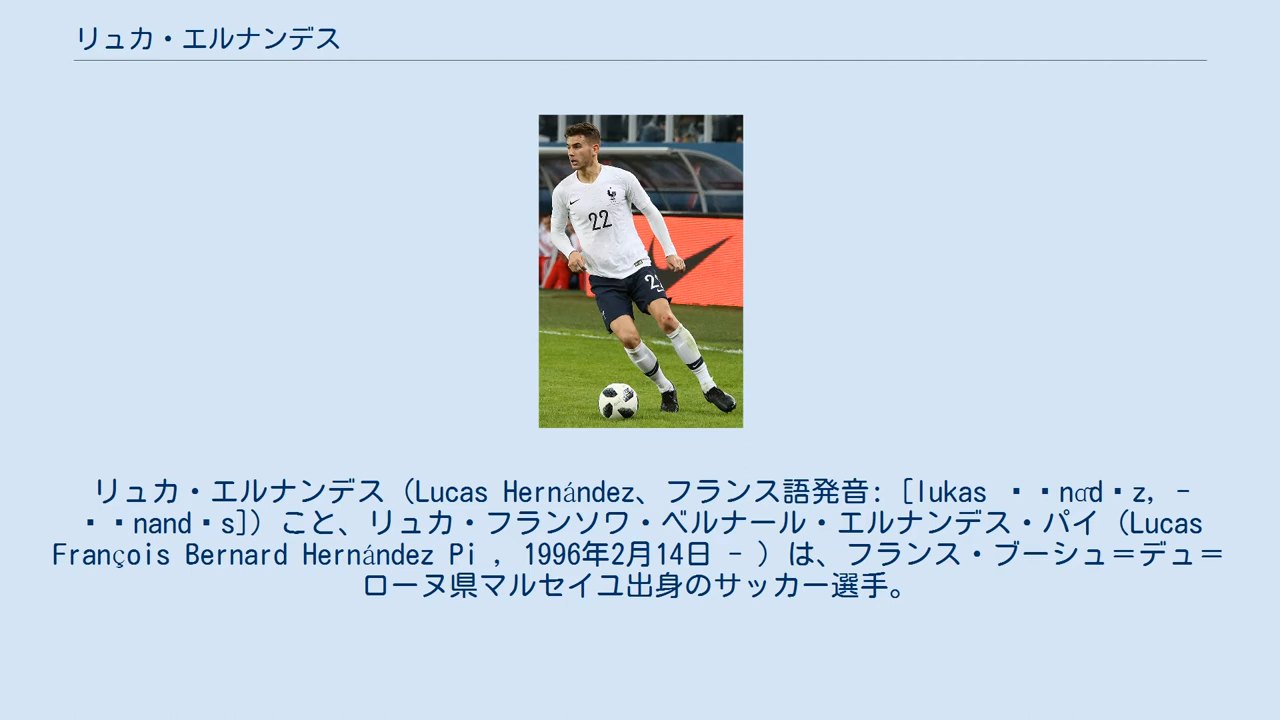 リュカ・エルナンデス
22
2
リュカ・エルナンデス（Lucas Hernández、フランス語発音: [lukas ▪ ▪nɑd▪z, -
▪ ▪nand▪s]）こと、リュカ・フランソワ・ベルナール・エルナンデス・パイ（Lucas
François Bernard Hernández Pi , 1996年2月14日 - ）は、フランス・ブーシュ＝デュ＝
ローヌ県マルセイユ出身のサッカー選手。